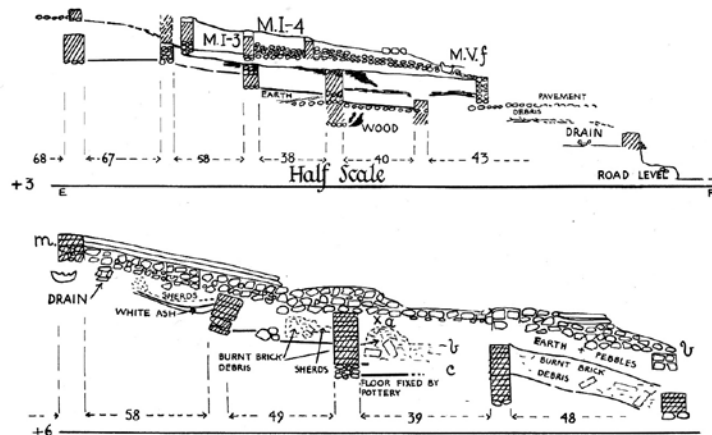 M.I-4
M.I-3
M.V.f
EARTH
PAVEMENT
DEBRIS
WOOD
DRAIN
68 67 58 38 40 43
Half Scale
ROAD LEVEL
+3 E F
m.
DRAIN
SHERDS
WHITE ASH
BURNT BRICK
DEBRIS
SHERDS
a
b
c
FLOOR FIXED BY
POTTERY
EARTH + PEBBLES
BURNT BRICK
DEBRIS
58 49 39 48
+6